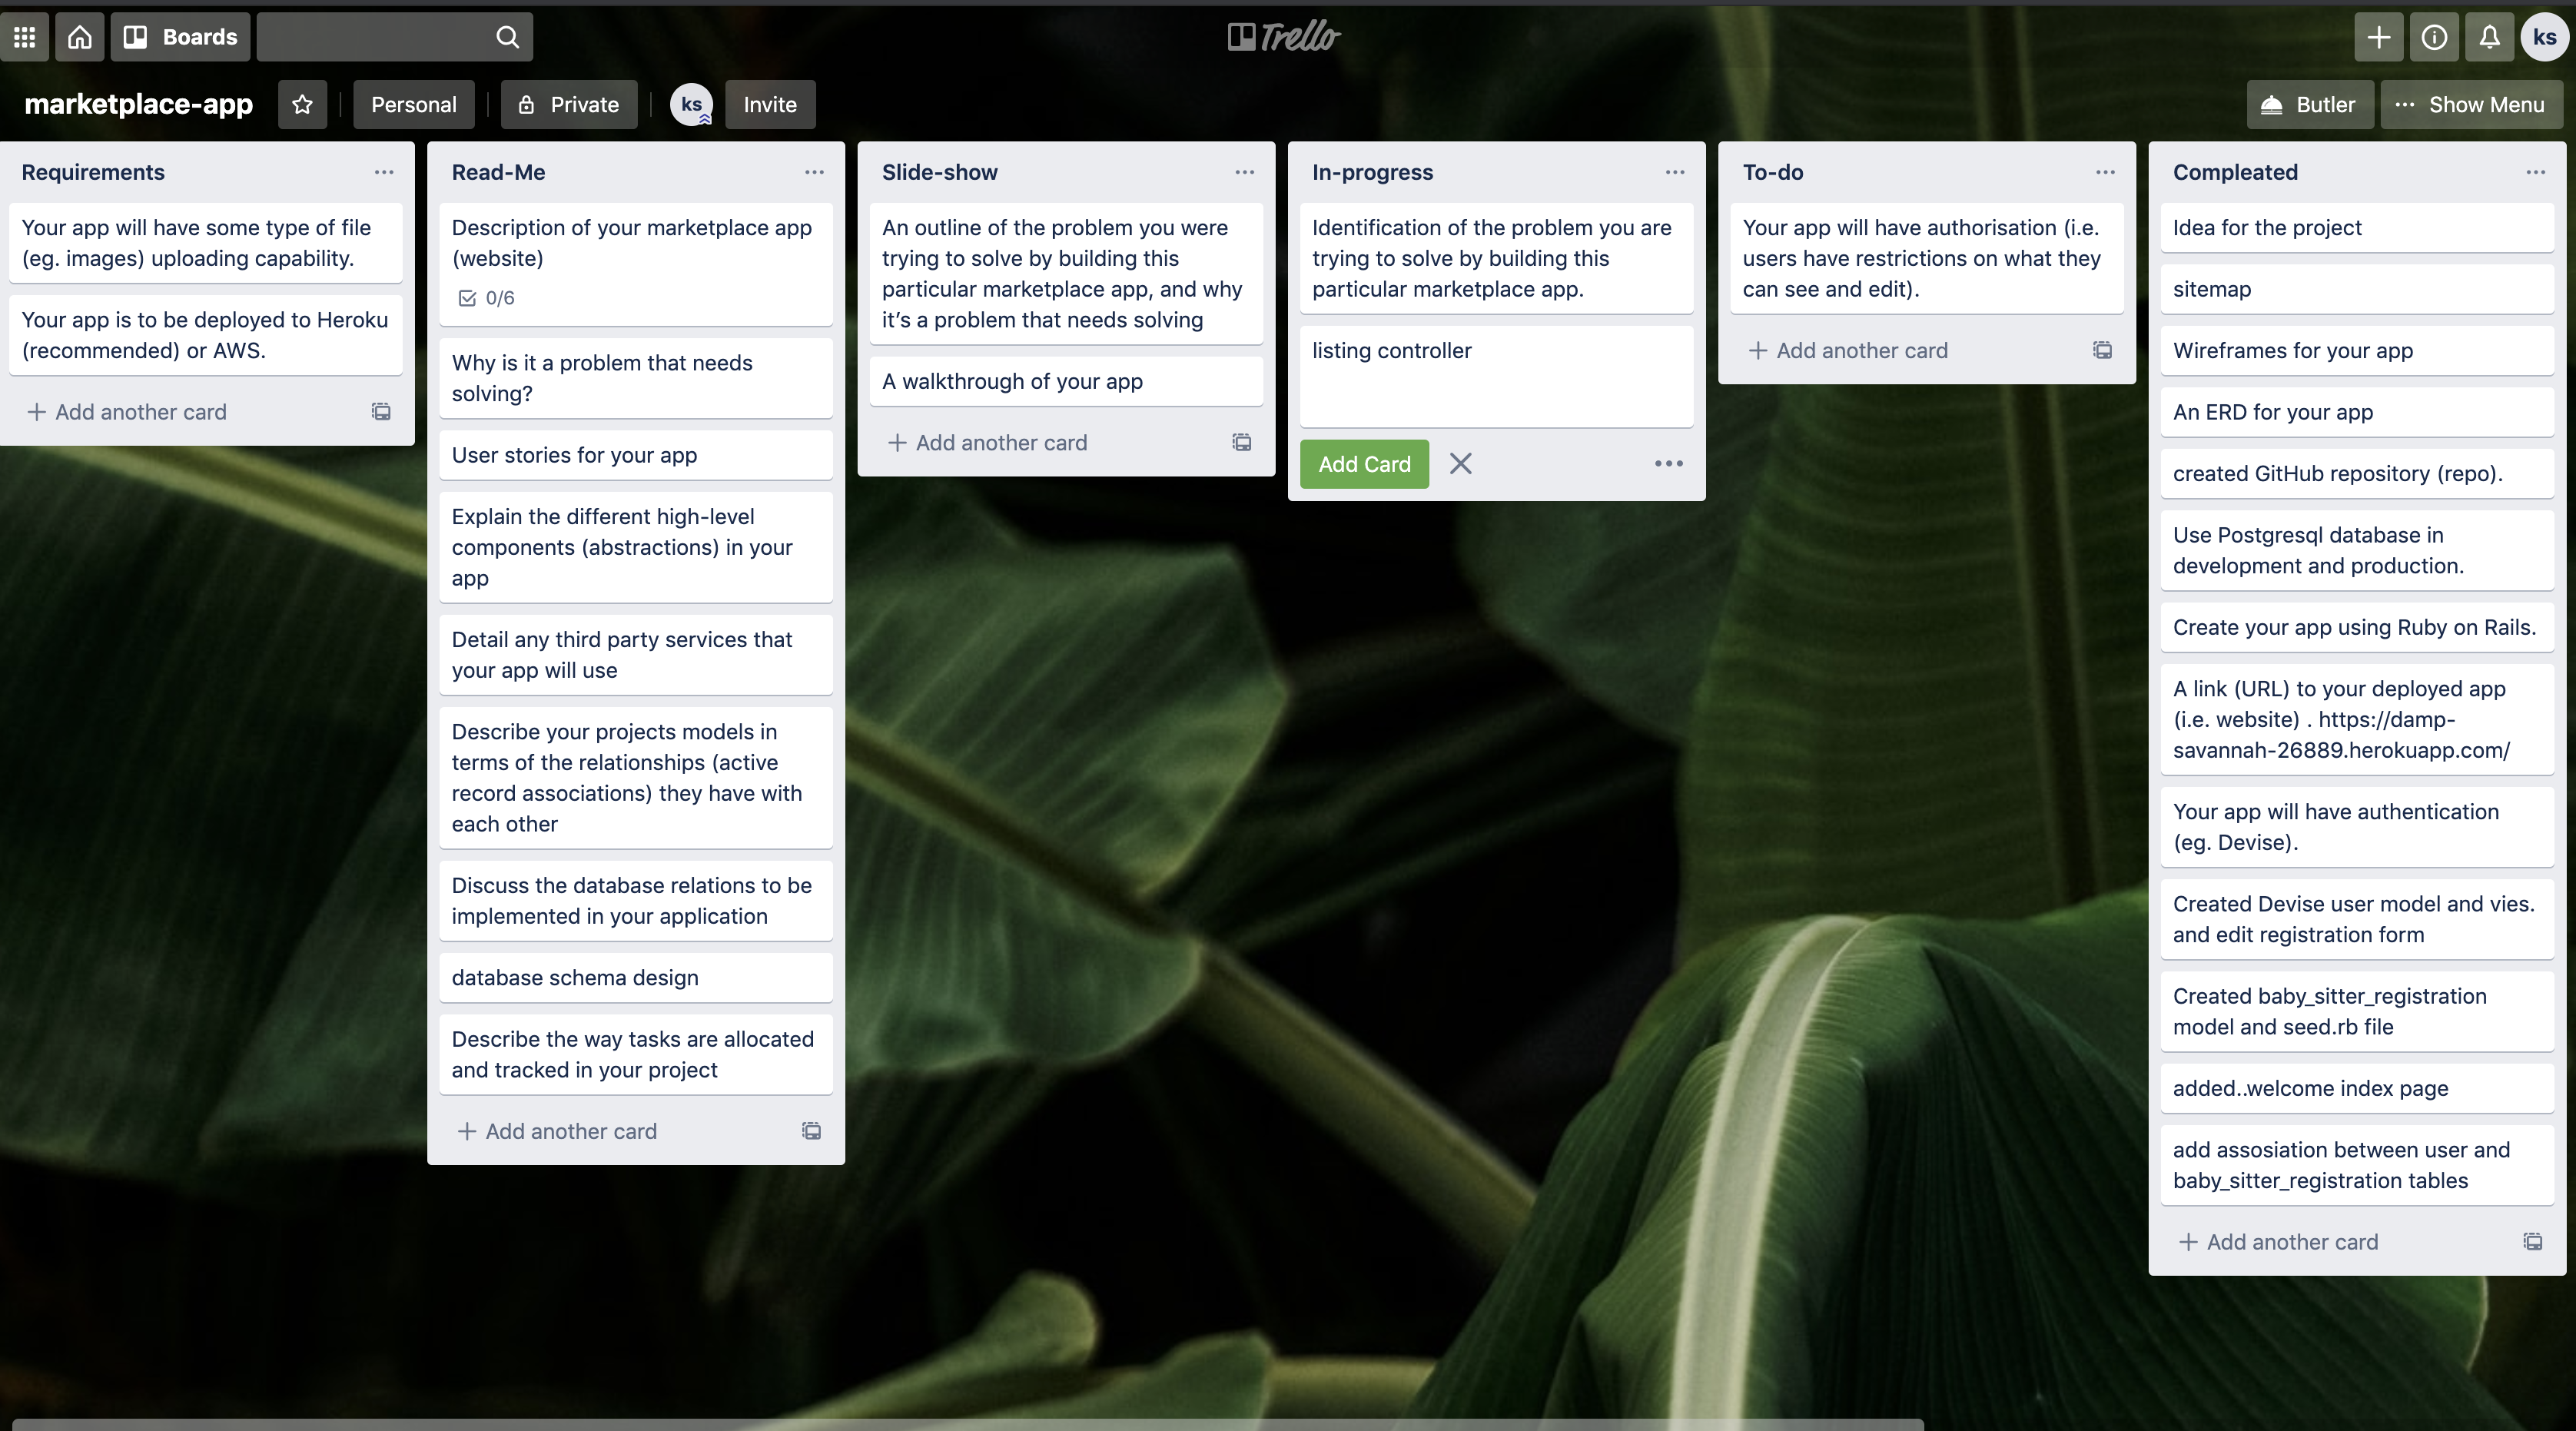 Boards
Trello
ks
marketplace-app
Personal
Private
ks
Invite
Butler
Show Menu
Requirements
Your app will have some type of file
(eg. images) uploading capability.
Your app is to be deployed to Heroku
(recommended) or AWS.
Add another card
Read-Me
Description of your marketplace app
(website)
0/6
Why is it a problem that needs
solving?
User stories for your app
Explain the different high-level
components (abstractions) in your
app
Detail any third party services that
your app will use
Describe your projects models in
terms of the relationships (active
record associations) they have with
each other
Discuss the database relations to be
implemented in your application
database schema design
Describe the way tasks are allocated
and tracked in your project
Add another card
Slide-show
An outline of the problem you were
trying to solve by building this
particular marketplace app, and why
it’s a problem that needs solving
A walkthrough of your app
Add another card
In-progress
Identification of the problem you are
trying to solve by building this
particular marketplace app.
listing controller
Add Card
To-do
Your app will have authorisation (i.e.
users have restrictions on what they
can see and edit).
Add another card
Compleated
Idea for the project
sitemap
Wireframes for your app
An ERD for your app
created GitHub repository (repo).
Use Postgresql database in
development and production.
Create your app using Ruby on Rails.
A link (URL) to your deployed app
(i.e. website) . https://damp-
savannah-26889.herokuapp.com/
Your app will have authentication
(eg. Devise).
Created Devise user model and vies.
and edit registration form
Created baby_sitter_registration
model and seed.rb file
added..welcome index page
add assosiation between user and
baby_sitter_registration tables
Add another card